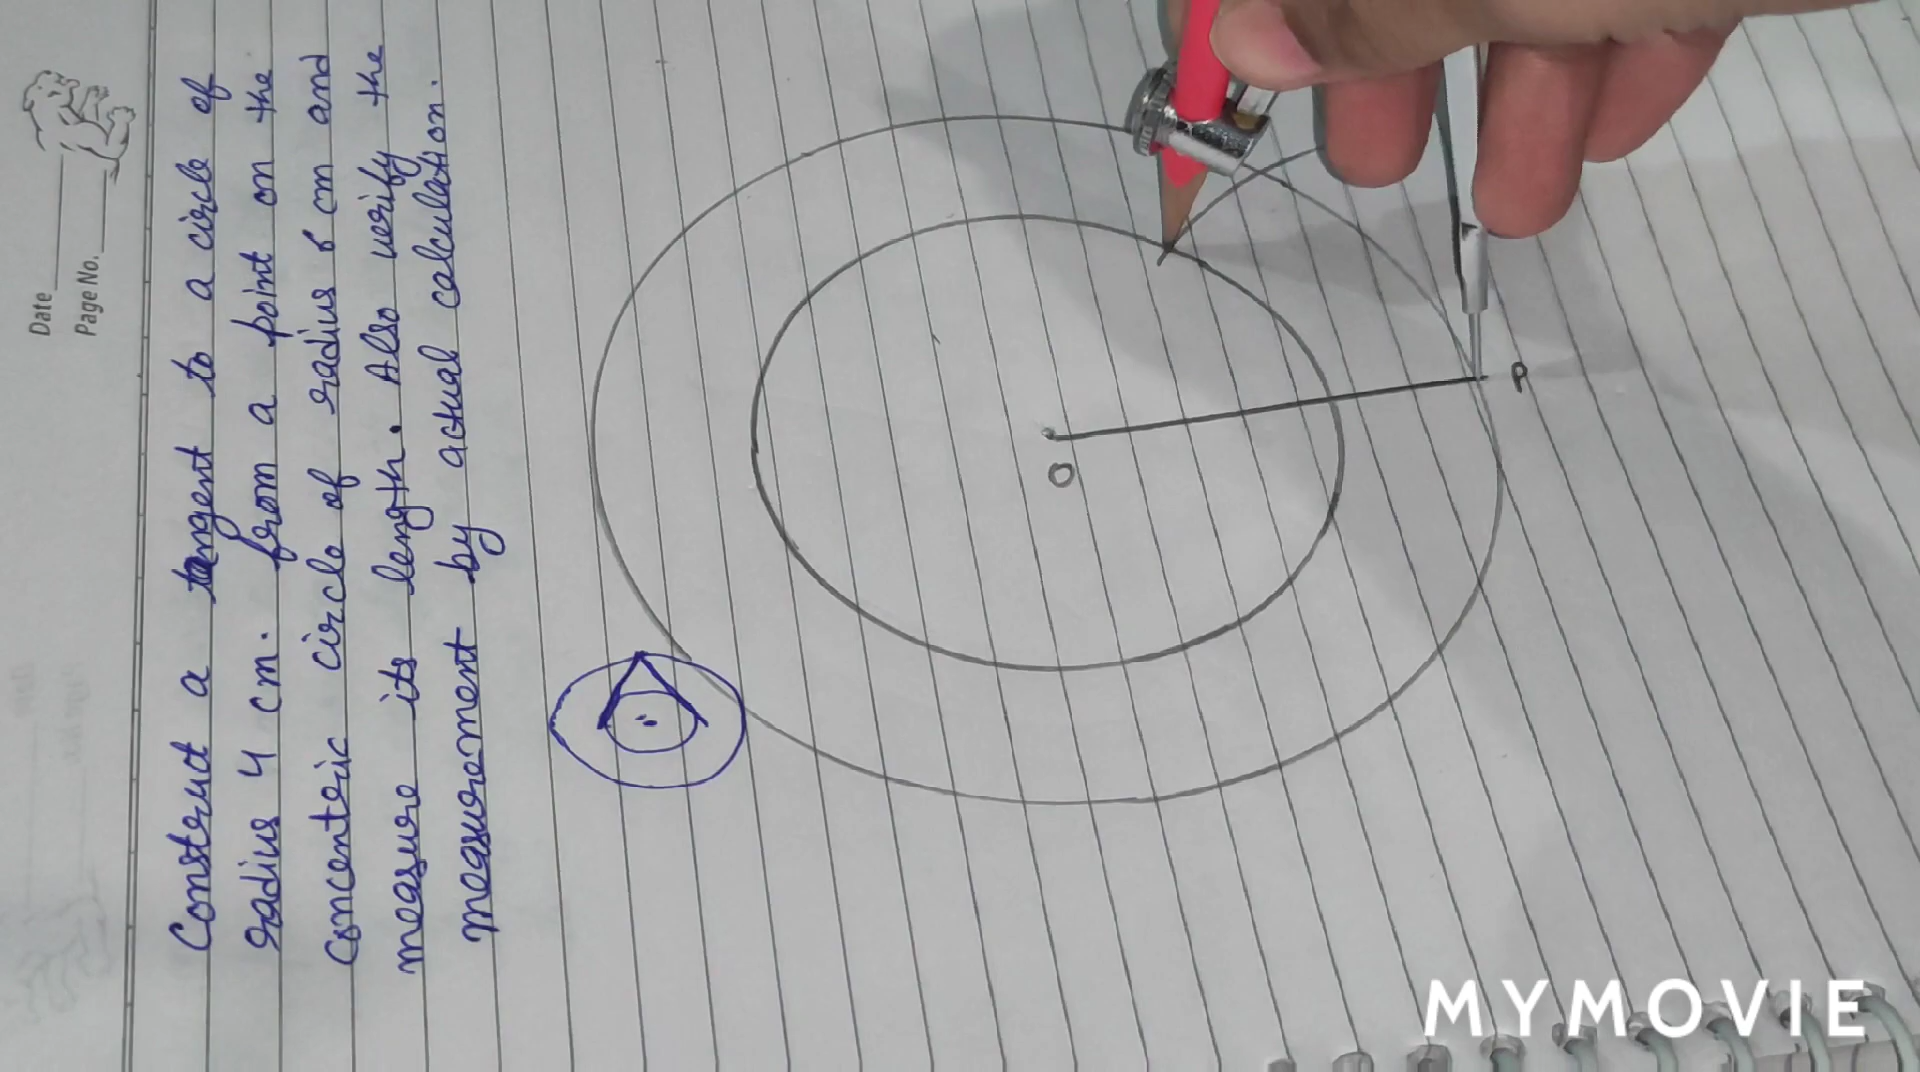 Date
Page No.
Construct a tangent to a circle of
radius 4 cm. from a point on the
concenteric circle of radius 6 cm and
measure its length. Also verify the
measurement by actual calculation.
O
P
MYMOVIE